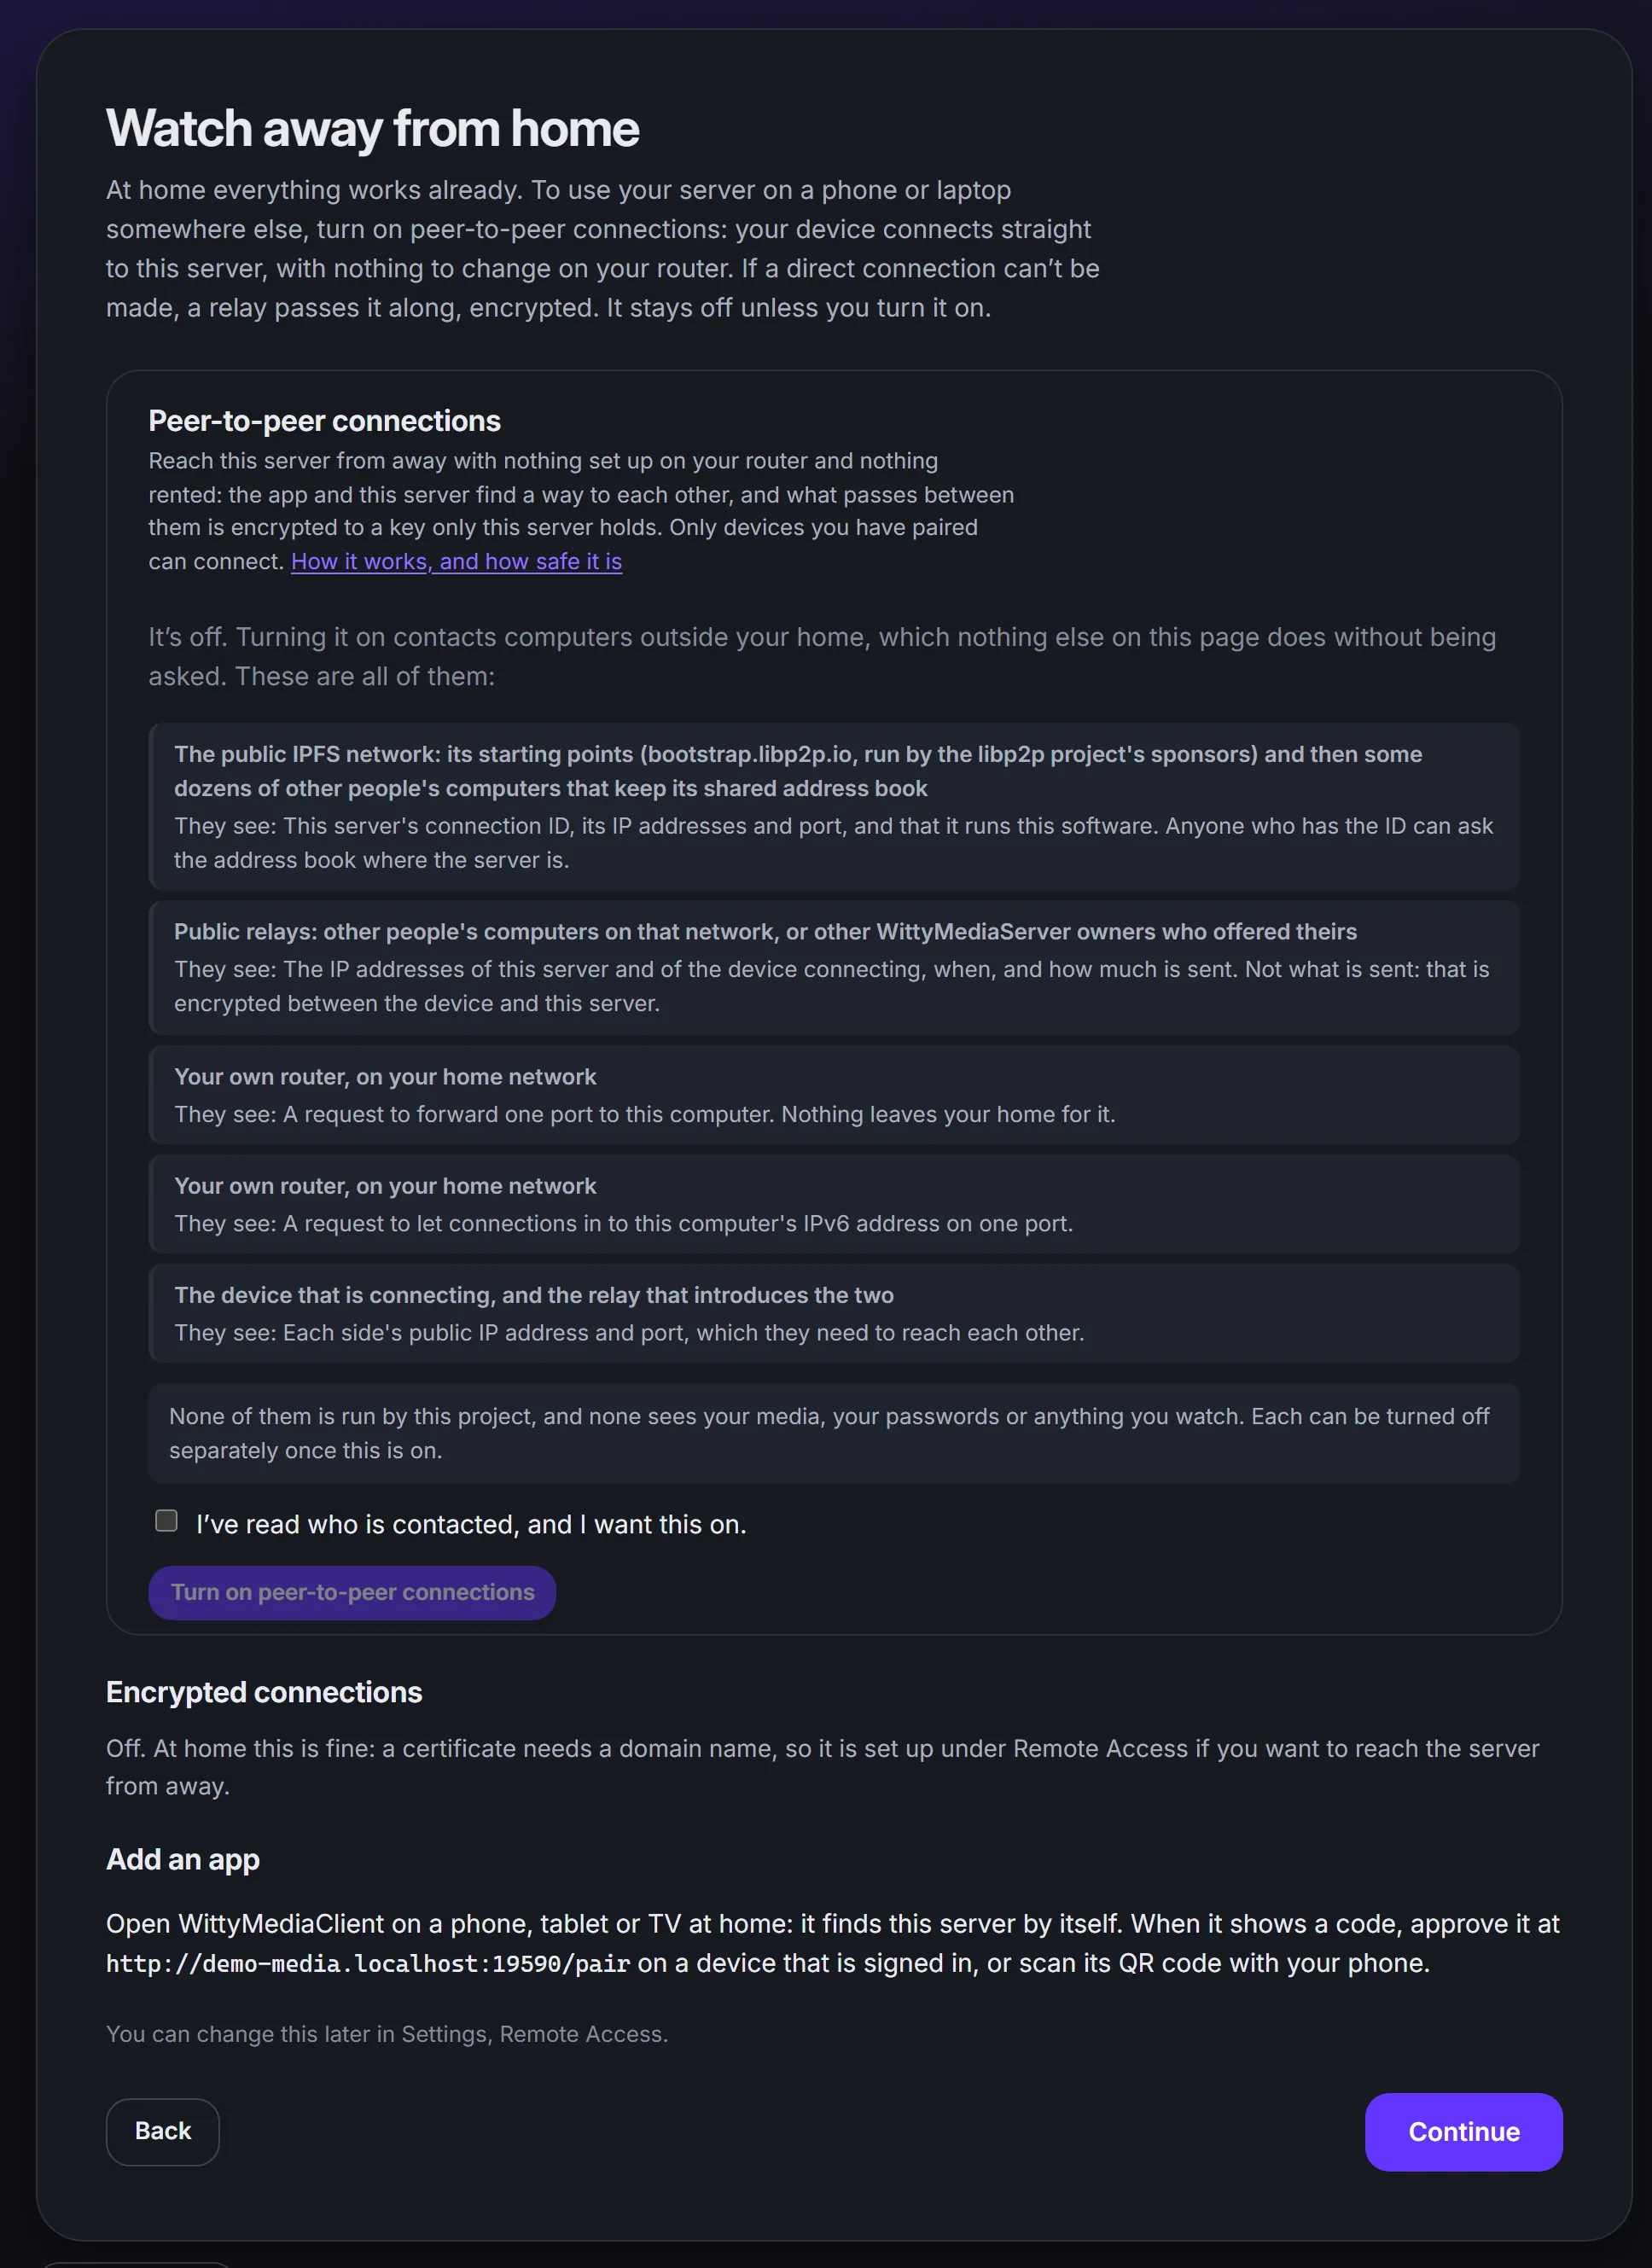 Watch away from home
At home everything works already. To use your server on a phone or laptop
somewhere else, turn on peer-to-peer connections: your device connects straight
to this server, with nothing to change on your router. If a direct connection can’t be
made, a relay passes it along, encrypted. It stays off unless you turn it on.
Peer-to-peer connections
Reach this server from away with nothing set up on your router and nothing
rented: the app and this server find a way to each other, and what passes between
them is encrypted to a key only this server holds. Only devices you have paired
can connect. How it works, and how safe it is
It’s off. Turning it on contacts computers outside your home, which nothing else on this page does without being
asked. These are all of them:
The public IPFS network: its starting points (bootstrap.libp2p.io, run by the libp2p project's sponsors) and then some
dozens of other people's computers that keep its shared address book
They see: This server's connection ID, its IP addresses and port, and that it runs this software. Anyone who has the ID can ask
the address book where the server is.
Public relays: other people's computers on that network, or other WittyMediaServer owners who offered theirs
They see: The IP addresses of this server and of the device connecting, when, and how much is sent. Not what is sent: that is
encrypted between the device and this server.
Your own router, on your home network
They see: A request to forward one port to this computer. Nothing leaves your home for it.
Your own router, on your home network
They see: A request to let connections in to this computer's IPv6 address on one port.
The device that is connecting, and the relay that introduces the two
They see: Each side's public IP address and port, which they need to reach each other.
None of them is run by this project, and none sees your media, your passwords or anything you watch. Each can be turned off
separately once this is on.
I’ve read who is contacted, and I want this on.
Turn on peer-to-peer connections
Encrypted connections
Off. At home this is fine: a certificate needs a domain name, so it is set up under Remote Access if you want to reach the server
from away.
Add an app
Open WittyMediaClient on a phone, tablet or TV at home: it finds this server by itself. When it shows a code, approve it at
http://demo-media.localhost:19590/pair on a device that is signed in, or scan its QR code with your phone.
You can change this later in Settings, Remote Access.
Back
Continue